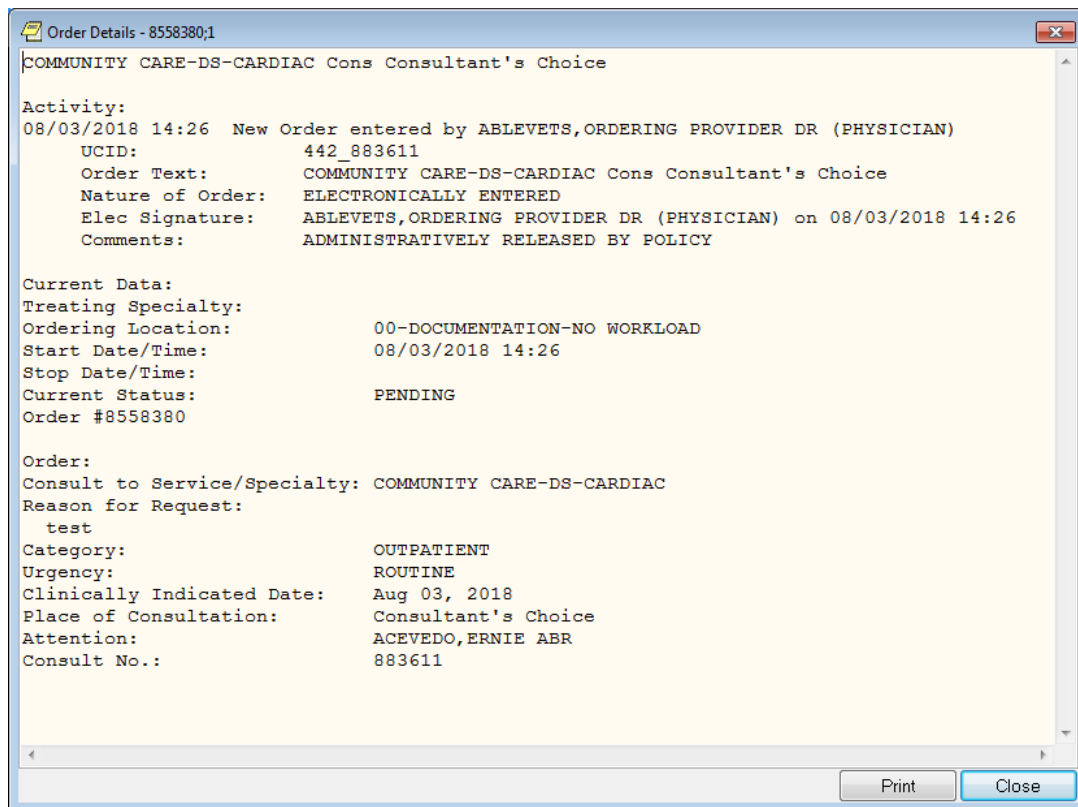 Order Details - 8558380;1
COMMUNITY CARE-DS-CARDIAC Cons Consultant's Choice
Activity:
08/03/2018 14:26  New Order entered by ABLEVETS,ORDERING PROVIDER DR (PHYSICIAN)
UCID: 442_883611
Order Text: COMMUNITY CARE-DS-CARDIAC Cons Consultant's Choice
Nature of Order: ELECTRONICALLY ENTERED
Elec Signature: ABLEVETS,ORDERING PROVIDER DR (PHYSICIAN) on 08/03/2018 14:26
Comments: ADMINISTRATIVELY RELEASED BY POLICY
Current Data:
Treating Specialty:
Ordering Location: 00-DOCUMENTATION-NO WORKLOAD
Start Date/Time: 08/03/2018 14:26
Stop Date/Time:
Current Status: PENDING
Order #8558380
Order:
Consult to Service/Specialty: COMMUNITY CARE-DS-CARDIAC
Reason for Request:
test
Category: OUTPATIENT
Urgency: ROUTINE
Clinically Indicated Date: Aug 03, 2018
Place of Consultation: Consultant's Choice
Attention: ACEVEDO,ERNIE ABR
Consult No.: 883611
Print Close